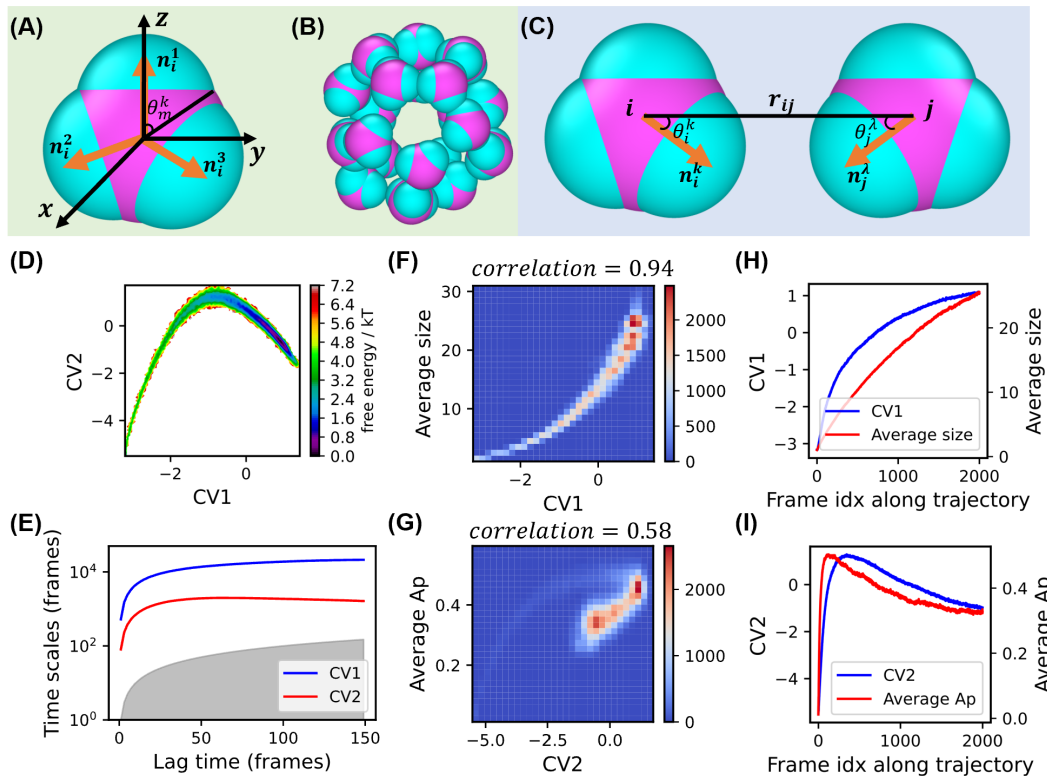 (A)
z
n_i^1
θ_m^k
n_i^2
n_i^3
y
x
(B)
(C)
i
r_ij
j
θ_i^k
θ_j^λ
n_i^k
n_j^λ
(D)
CV2
0
−2
−4
−2
0
CV1
7.2
6.4
5.6
4.8
4.0
3.2
2.4
1.6
0.8
0.0
free energy / kT
(F)
correlation = 0.94
Average size
30
20
10
−2
0
CV1
2000
1500
1000
500
0
(H)
CV1
1
0
−1
−2
−3
CV1
Average size
20
10
0
Average size
0
1000
2000
Frame idx along trajectory
(E)
Time scales (frames)
10^4
10^2
10^0
CV1
CV2
0
50
100
150
Lag time (frames)
(G)
correlation = 0.58
Average Ap
0.4
0.2
−5.0
−2.5
0.0
CV2
2000
1000
0
(I)
CV2
0
−2
−4
CV2
Average Ap
0.4
0.2
0.0
Average Ap
0
1000
2000
Frame idx along trajectory